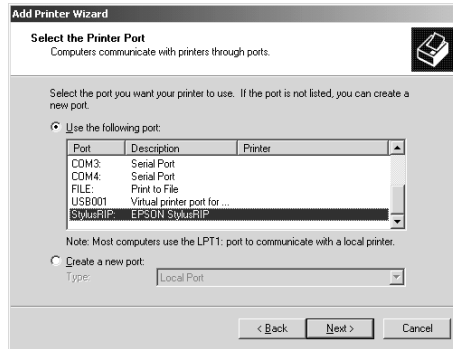 Add Printer Wizard
Select the Printer Port
Computers communicate with printers through ports.
Select the port you want your printer to use. If the port is not listed, you can create a
new port.
Use the following port:
Port Description Printer
COM3: Serial Port
COM4: Serial Port
FILE: Print to File
USB001 Virtual printer port for ...
StylusRIP: EPSON StylusRIP
Note: Most computers use the LPT1: port to communicate with a local printer.
Create a new port:
Type: Local Port
< Back Next > Cancel